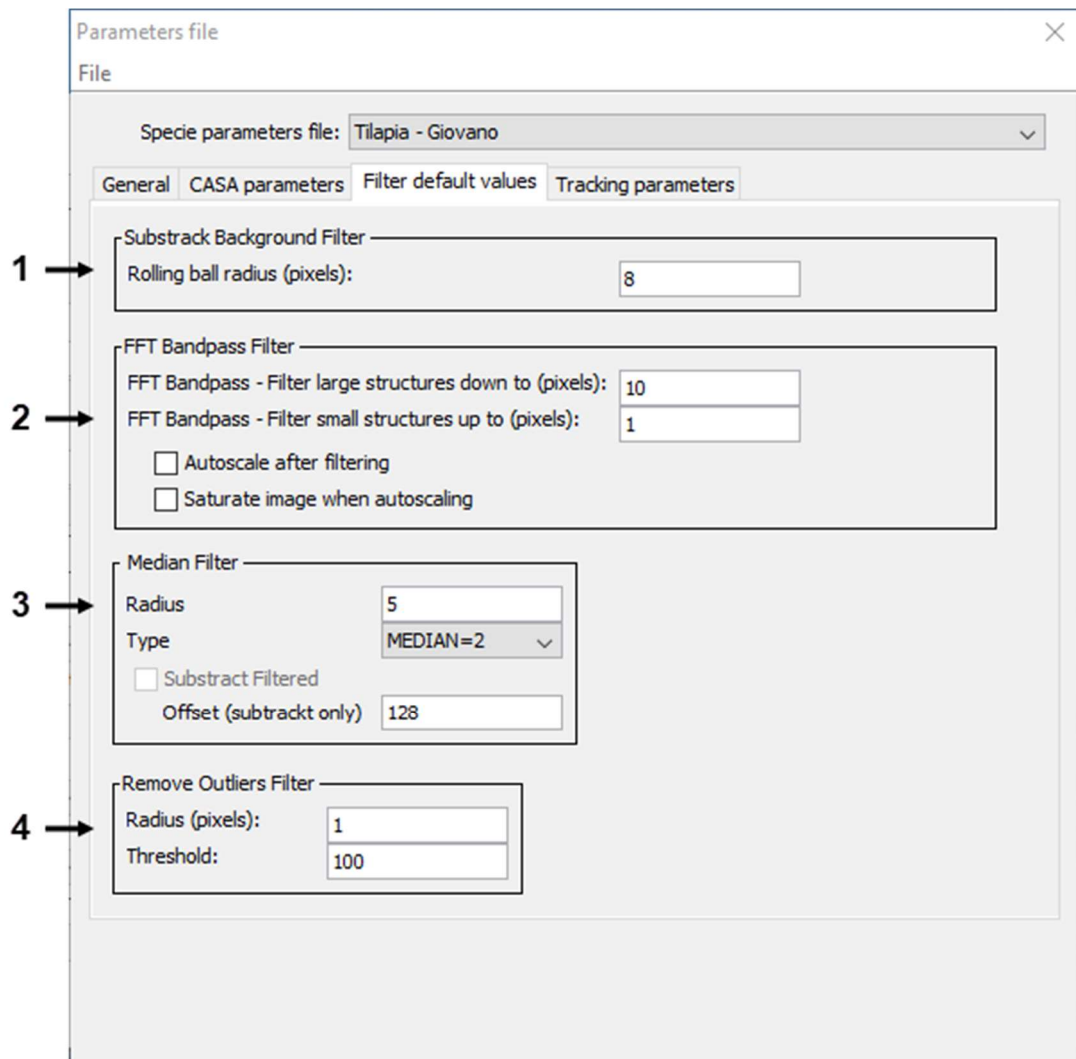 Parameters file
File
Specie parameters file: Tilapia - Giovano
General CASA parameters Filter default values Tracking parameters
Substrack Background Filter
1 Rolling ball radius (pixels): 8
FFT Bandpass Filter
FFT Bandpass - Filter large structures down to (pixels): 10
2 FFT Bandpass - Filter small structures up to (pixels): 1
Autoscale after filtering
Saturate image when autoscaling
Median Filter
3 Radius 5
Type MEDIAN=2
Substract Filtered
Offset (subtrackt only) 128
Remove Outliers Filter
4 Radius (pixels): 1
Threshold: 100